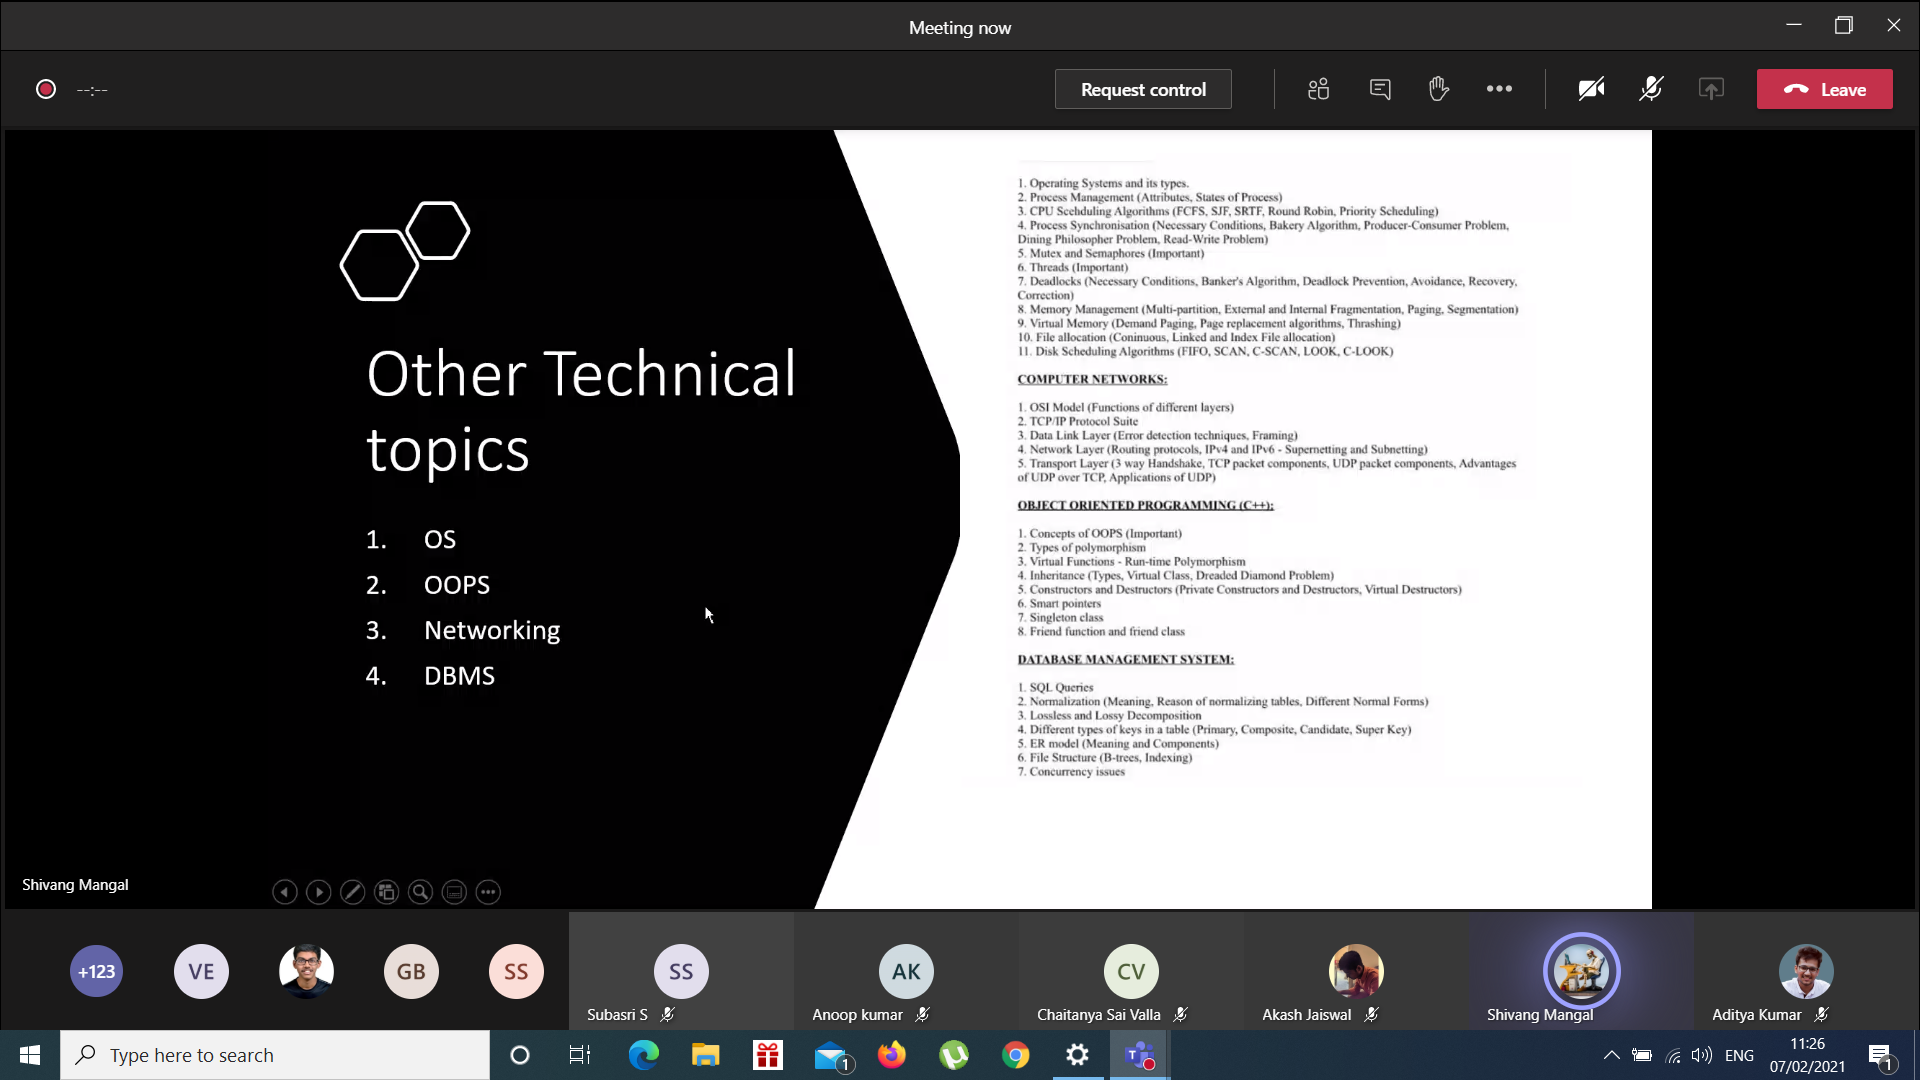 Meeting now
--:--
Request control
Leave
Other Technical
topics
1. OS
2. OOPS
3. Networking
4. DBMS
1. Operating Systems and its types.
2. Process Management (Attributes, States of Process)
3. CPU Scehduling Algorithms (FCFS, SJF, SRTF, Round Robin, Priority Scheduling)
4. Process Synchronisation (Necessary Conditions, Bakery Algorithm, Producer-Consumer Problem,
Dining Philosopher Problem, Read-Write Problem)
5. Mutex and Semaphores (Important)
6. Threads (Important)
7. Deadlocks (Necessary Conditions, Banker's Algorithm, Deadlock Prevention, Avoidance, Recovery,
Correction)
8. Memory Management (Multi-partition, External and Internal Fragmentation, Paging, Segmentation)
9. Virtual Memory (Demand Paging, Page replacement algorithms, Thrashing)
10. File allocation (Coninuous, Linked and Index File allocation)
11. Disk Scheduling Algorithms (FIFO, SCAN, C-SCAN, LOOK, C-LOOK)
COMPUTER NETWORKS:
1. OSI Model (Functions of different layers)
2. TCP/IP Protocol Suite
3. Data Link Layer (Error detection techniques, Framing)
4. Network Layer (Routing protocols, IPv4 and IPv6 - Supernetting and Subnetting)
5. Transport Layer (3 way Handshake, TCP packet components, UDP packet components, Advantages
of UDP over TCP, Applications of UDP)
OBJECT ORIENTED PROGRAMMING (C++):
1. Concepts of OOPS (Important)
2. Types of polymorphism
3. Virtual Functions - Run-time Polymorphism
4. Inheritance (Types, Virtual Class, Dreaded Diamond Problem)
5. Constructors and Destructors (Private Constructors and Destructors, Virtual Destructors)
6. Smart pointers
7. Singleton class
8. Friend function and friend class
DATABASE MANAGEMENT SYSTEM:
1. SQL Queries
2. Normalization (Meaning, Reason of normalizing tables, Different Normal Forms)
3. Lossless and Lossy Decomposition
4. Different types of keys in a table (Primary, Composite, Candidate, Super Key)
5. ER model (Meaning and Components)
6. File Structure (B-trees, Indexing)
7. Concurrency issues
Shivang Mangal
+123
VE
GB
SS
SS
AK
CV
Subasri S
Anoop kumar
Chaitanya Sai Valla
Akash Jaiswal
Shivang Mangal
Aditya Kumar
Type here to search
1
ENG
11:26
07/02/2021
1